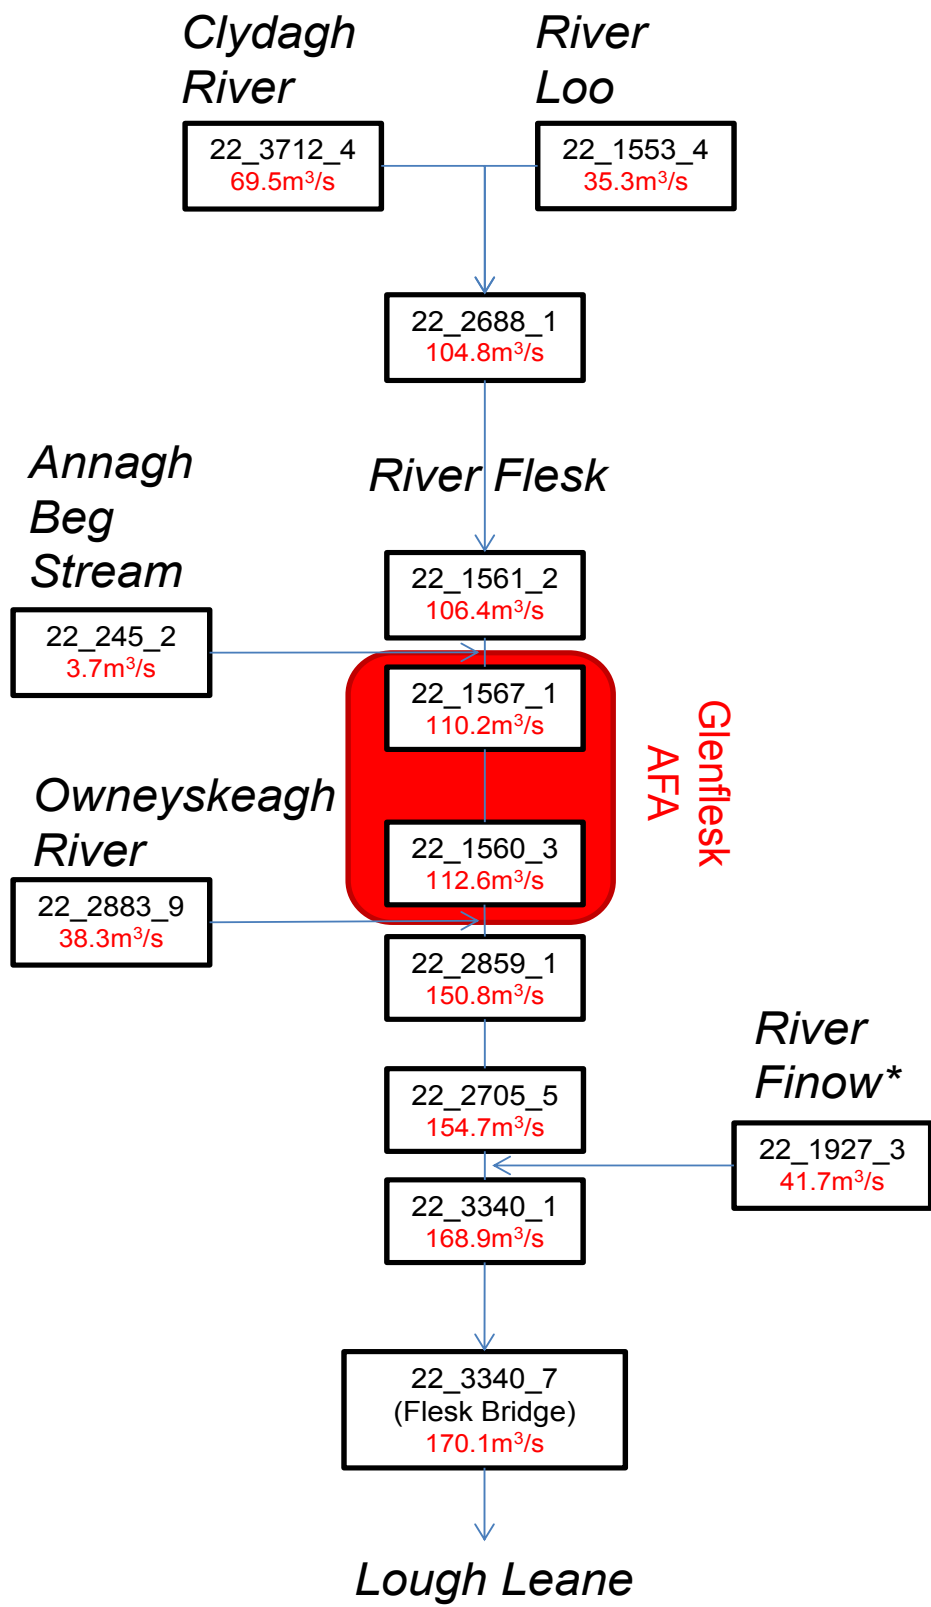 Clydagh
River
River
Loo
22_3712_4
69.5m³/s
22_1553_4
35.3m³/s
22_2688_1
104.8m³/s
Annagh
Beg
Stream
River Flesk
22_1561_2
106.4m³/s
22_245_2
3.7m³/s
22_1567_1
110.2m³/s
Glenflesk
AFA
Owneyskeagh
River
22_1560_3
112.6m³/s
22_2883_9
38.3m³/s
22_2859_1
150.8m³/s
River
Finow*
22_2705_5
154.7m³/s
22_1927_3
41.7m³/s
22_3340_1
168.9m³/s
22_3340_7
(Flesk Bridge)
170.1m³/s
Lough Leane